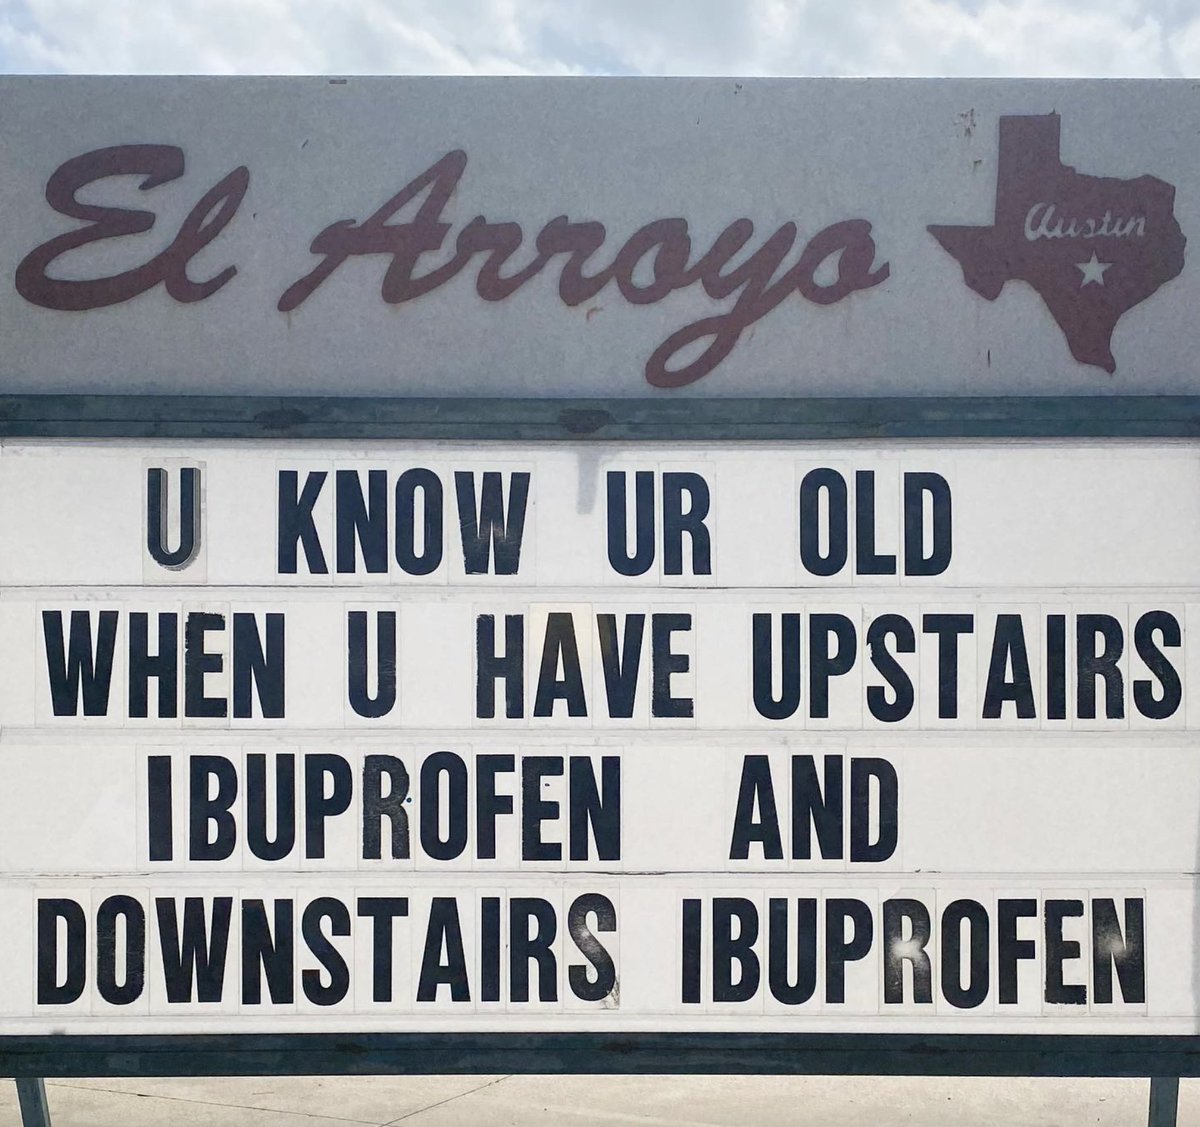 El Arroyo
Austin
U KNOW UR OLD
WHEN U HAVE UPSTAIRS
IBUPROFEN AND
DOWNSTAIRS IBUPROFEN